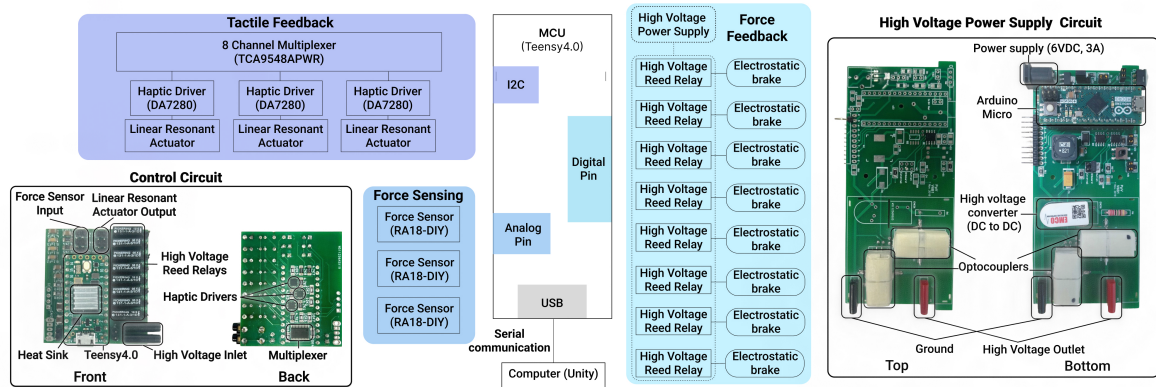 Tactile Feedback
8 Channel Multiplexer
(TCA9548APWR)
Haptic Driver
(DA7280)
Haptic Driver
(DA7280)
Haptic Driver
(DA7280)
Linear Resonant
Actuator
Linear Resonant
Actuator
Linear Resonant
Actuator
Control Circuit
Force Sensor
Input
Linear Resonant
Actuator Output
High Voltage
Reed Relays
Haptic Drivers
Heat Sink
Teensy4.0
High Voltage Inlet
Multiplexer
Front
Back
Force Sensing
Force Sensor
(RA18-DIY)
Force Sensor
(RA18-DIY)
Force Sensor
(RA18-DIY)
MCU
(Teensy4.0)
I2C
Digital
Pin
Analog
Pin
USB
Serial
communication
Computer (Unity)
High Voltage
Power Supply
Force
Feedback
High Voltage
Reed Relay
Electrostatic
brake
High Voltage
Reed Relay
Electrostatic
brake
High Voltage
Reed Relay
Electrostatic
brake
High Voltage
Reed Relay
Electrostatic
brake
High Voltage
Reed Relay
Electrostatic
brake
High Voltage
Reed Relay
Electrostatic
brake
High Voltage
Reed Relay
Electrostatic
brake
High Voltage
Reed Relay
Electrostatic
brake
High Voltage Power Supply Circuit
Power supply (6VDC, 3A)
Arduino
Micro
High voltage
converter
(DC to DC)
EMCO
Optocouplers
Ground
High Voltage Outlet
Top
Bottom